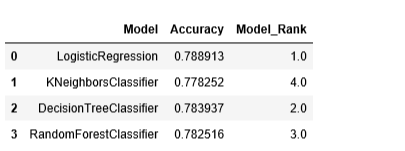 Model Accuracy Model_Rank
0 LogisticRegression 0.788913 1.0
1 KNeighborsClassifier 0.778252 4.0
2 DecisionTreeClassifier 0.783937 2.0
3 RandomForestClassifier 0.782516 3.0